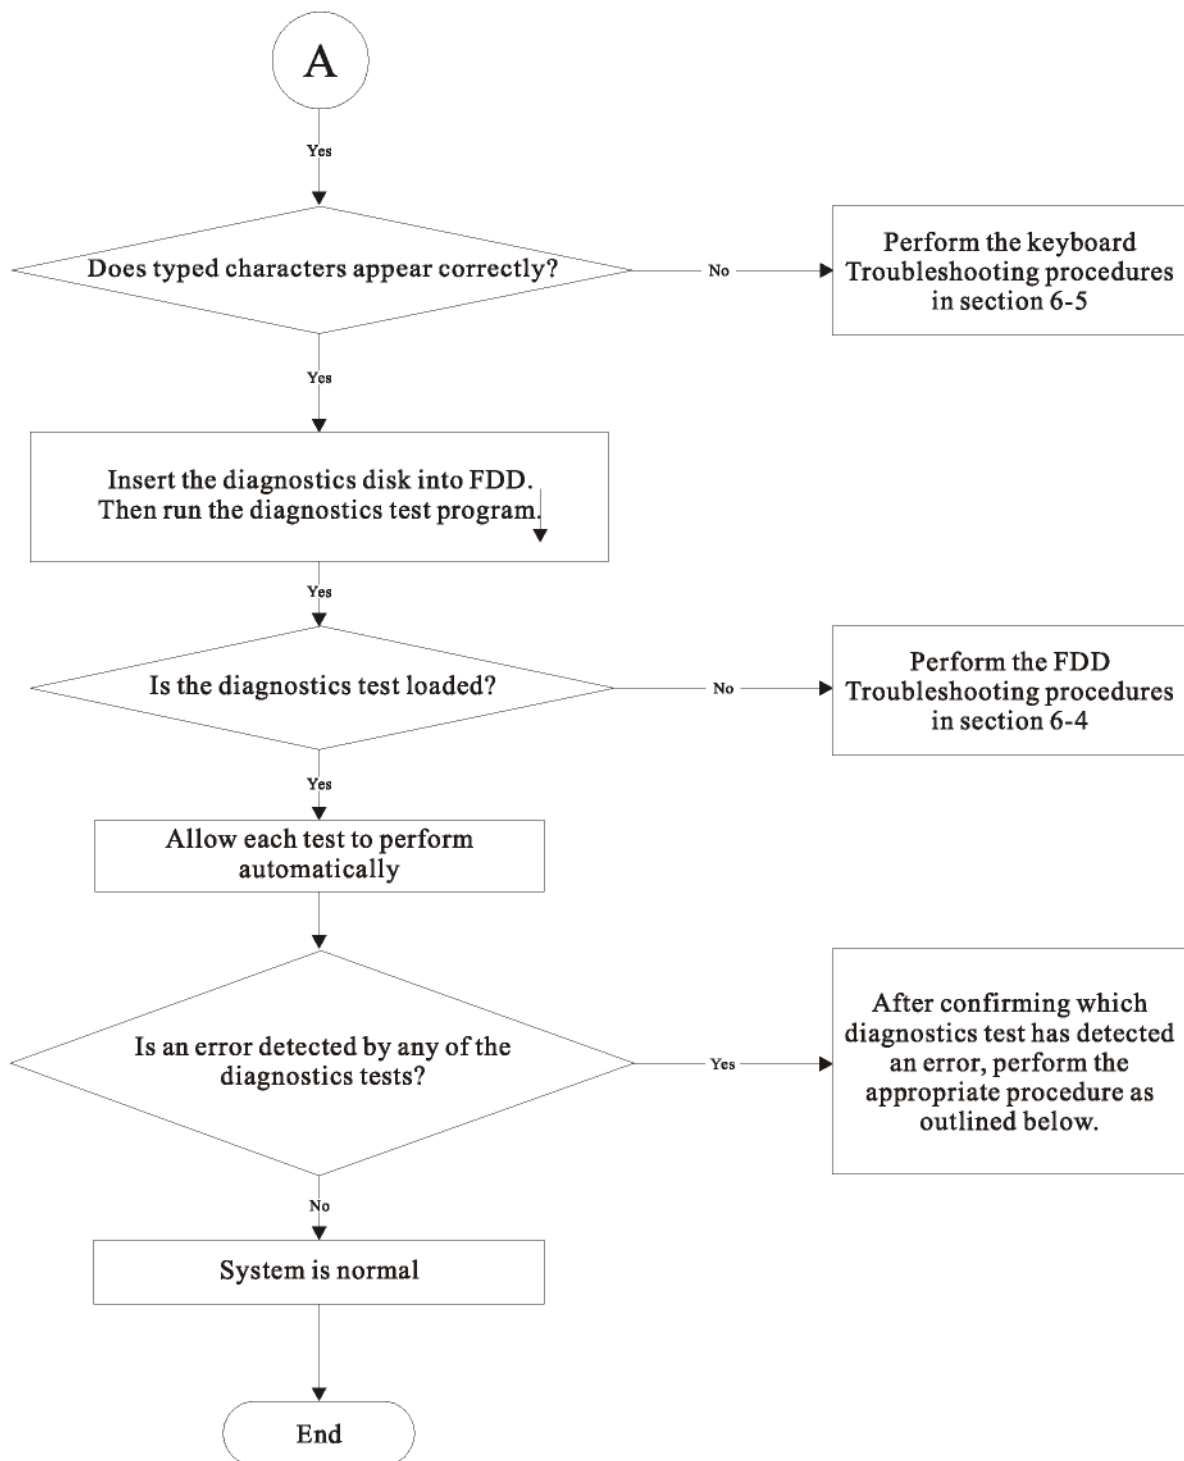 A
Yes
Does typed characters appear correctly?
No
Perform the keyboard
Troubleshooting procedures
in section 6-5
Yes
Insert the diagnostics disk into FDD.
Then run the diagnostics test program.
Yes
Is the diagnostics test loaded?
No
Perform the FDD
Troubleshooting procedures
in section 6-4
Yes
Allow each test to perform
automatically
Is an error detected by any of the
diagnostics tests?
Yes
After confirming which
diagnostics test has detected
an error, perform the
appropriate procedure as
outlined below.
No
System is normal
End